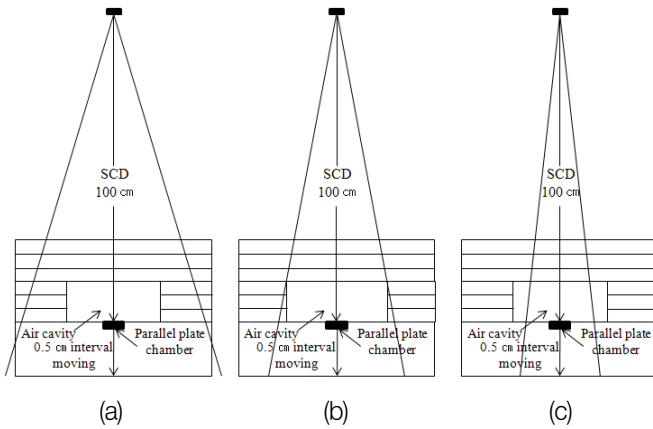 SCD
100 ㎝
Air cavity
0.5 ㎝ interval
moving
Parallel plate
chamber
(a)
SCD
100 ㎝
Air cavity
0.5 ㎝ interval
moving
Parallel plate
chamber
(b)
SCD
100 ㎝
Air cavity
0.5 ㎝ interval
moving
Parallel plate
chamber
(c)